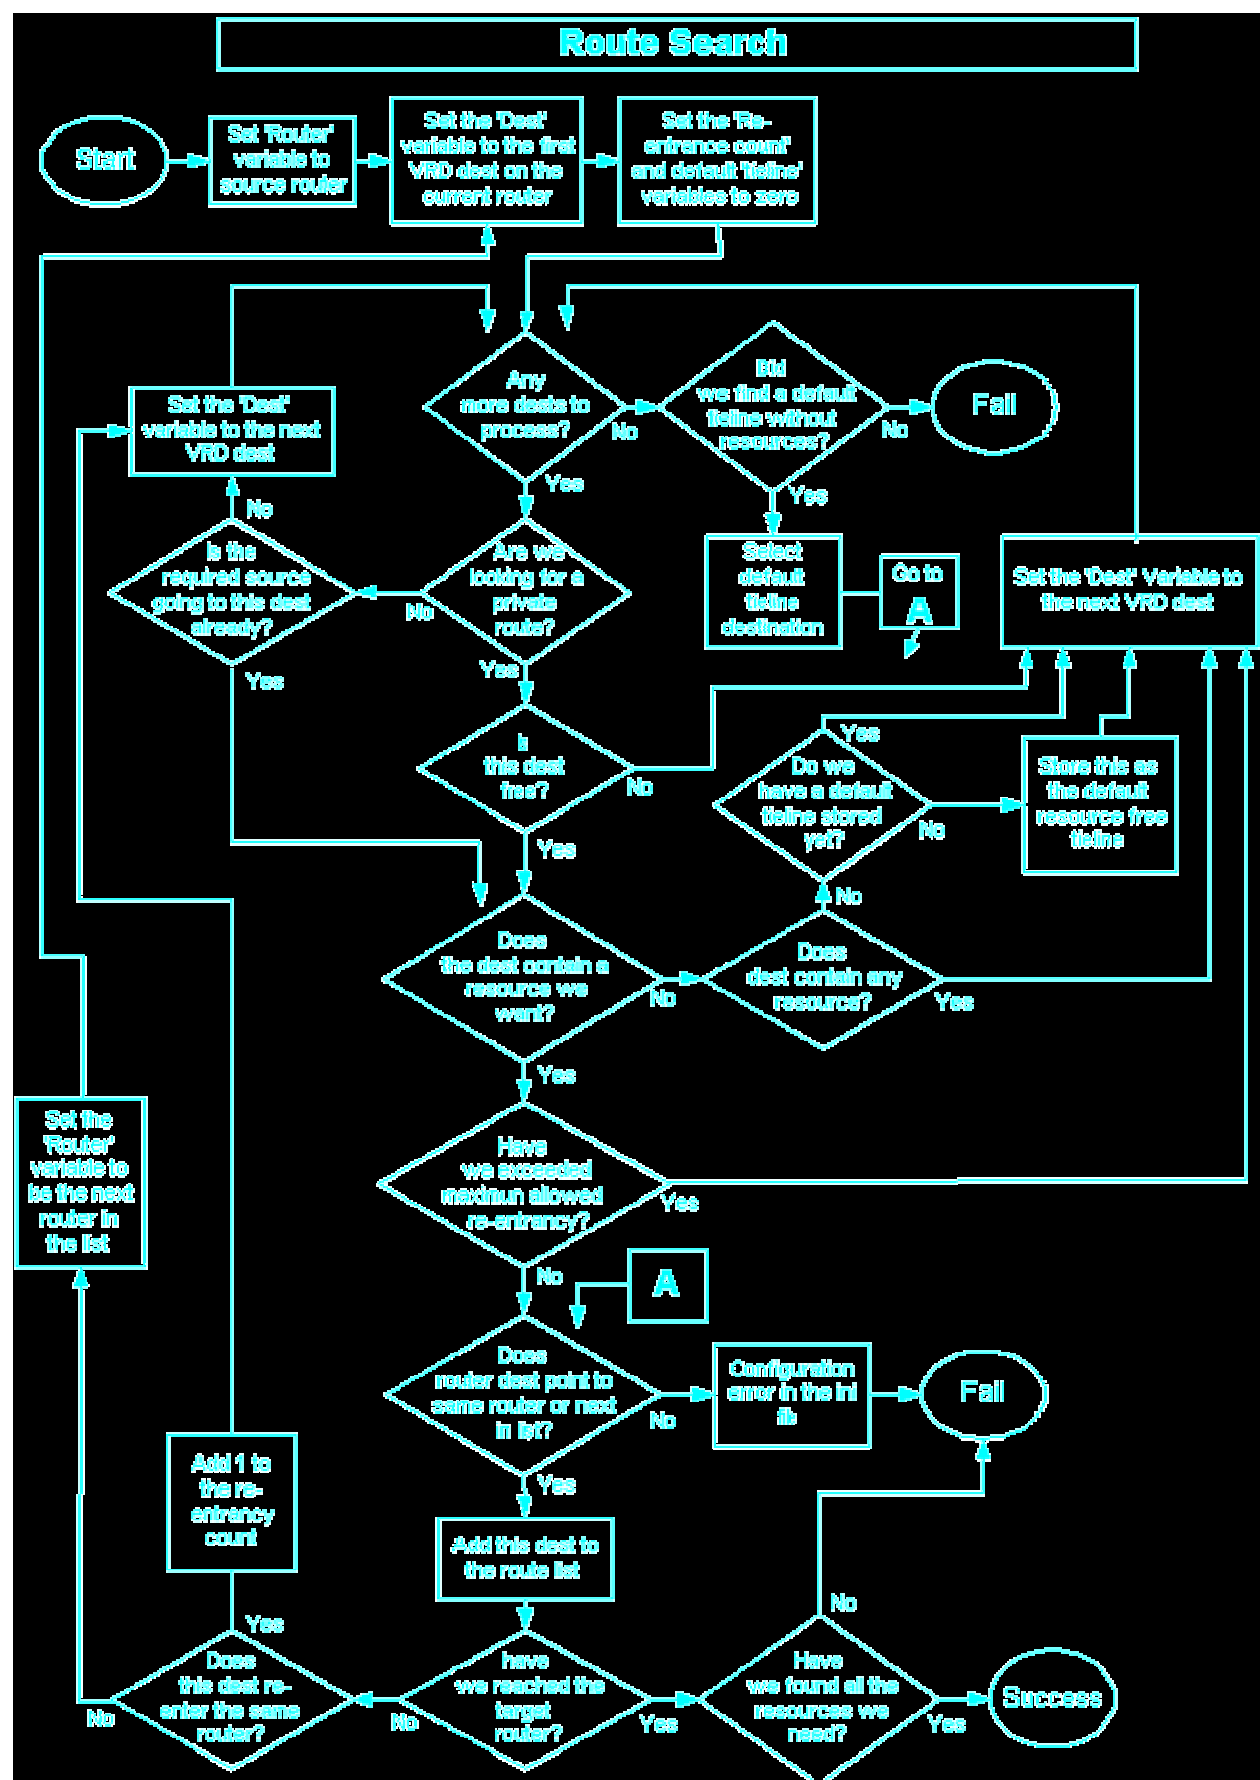 Route Search
Start
Set 'Router'
variable to
source router
Set the 'Dest'
variable to the first
VRD dest on the
current router
Set the 'Re-
entrance count'
and default 'tieline'
variables to zero
Any
more dests to
process?
No
Yes
Did
we find a default
tieline without
resources?
No
Yes
Fail
Set the 'Dest'
variable to the next
VRD dest
No
Is the
required source
going to this dest
already?
Yes
Are we
looking for a
private
route?
No
Yes
Select
default
tieline
destination
Go to
A
Set the 'Dest' Variable to
the next VRD dest
Is
this dest
free?
No
Yes
Yes
Do we
have a default
tieline stored
yet?
No
Store this as
the default
resource free
tieline
No
Does
the dest contain a
resource we
want?
No
Yes
Does
dest contain any
resource?
Yes
Set the
'Router'
variable to
be the next
router in
the list
Have
we exceeded
maximun allowed
re-entrancy?
Yes
No
A
Does
router dest point to
same router or next
in list?
No
Yes
Configuration
error in the ini
file
Fail
Add 1 to
the re-
entrancy
count
Add this dest to
the route list
Yes
Does
this dest re-
enter the same
router?
No
have
we reached the
target
router?
No
Yes
No
Have
we found all the
resources we
need?
Yes
Success